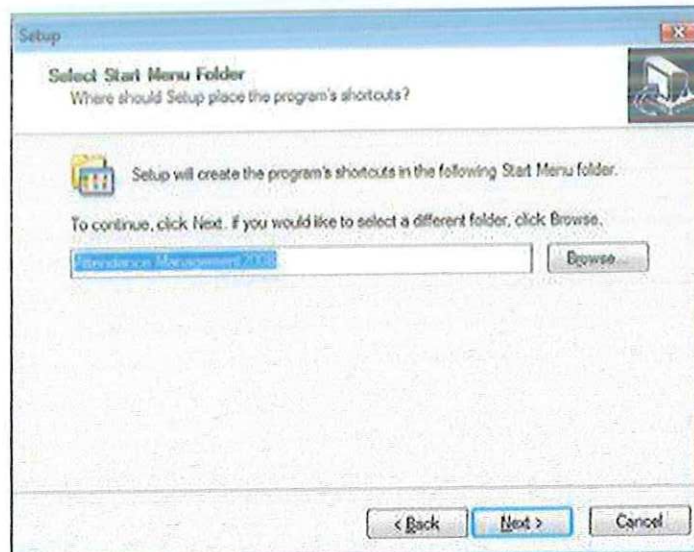 Setup
Select Start Menu Folder
Where should Setup place the program's shortcuts?
Setup will create the program's shortcuts in the following Start Menu folder.
To continue, click Next. If you would like to select a different folder, click Browse.
Attendance Management
Browse...
< Back
Next >
Cancel